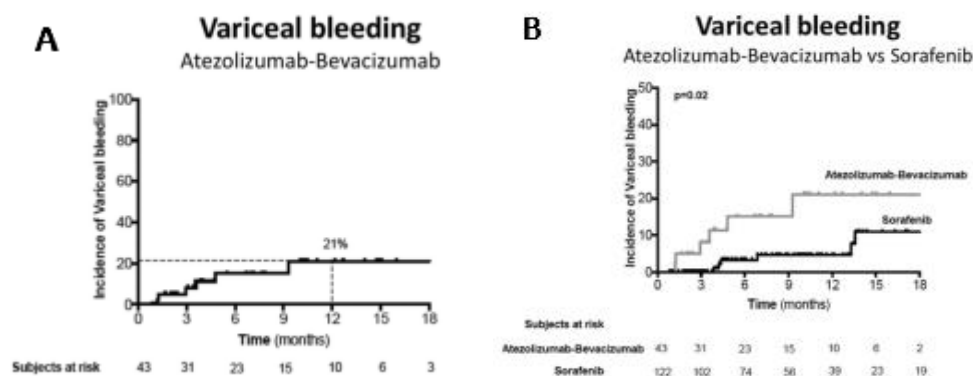 A
Variceal bleeding
Atezolizumab-Bevacizumab
Incidence of Variceal bleeding
100
80
60
40
20
0
21%
0 3 6 9 12 15 18
Time (months)
Subjects at risk 43 31 23 15 10 6 3
B
Variceal bleeding
Atezolizumab-Bevacizumab vs Sorafenib
Incidence of Variceal bleeding
50
40
30
20
10
0
p=0.02
Atezolizumab-Bevacizumab
Sorafenib
0 3 6 9 12 15 18
Time (months)
Subjects at risk
Atezolizumab-Bevacizumab 43 31 23 15 10 6 2
Sorafenib 122 102 74 56 39 23 19